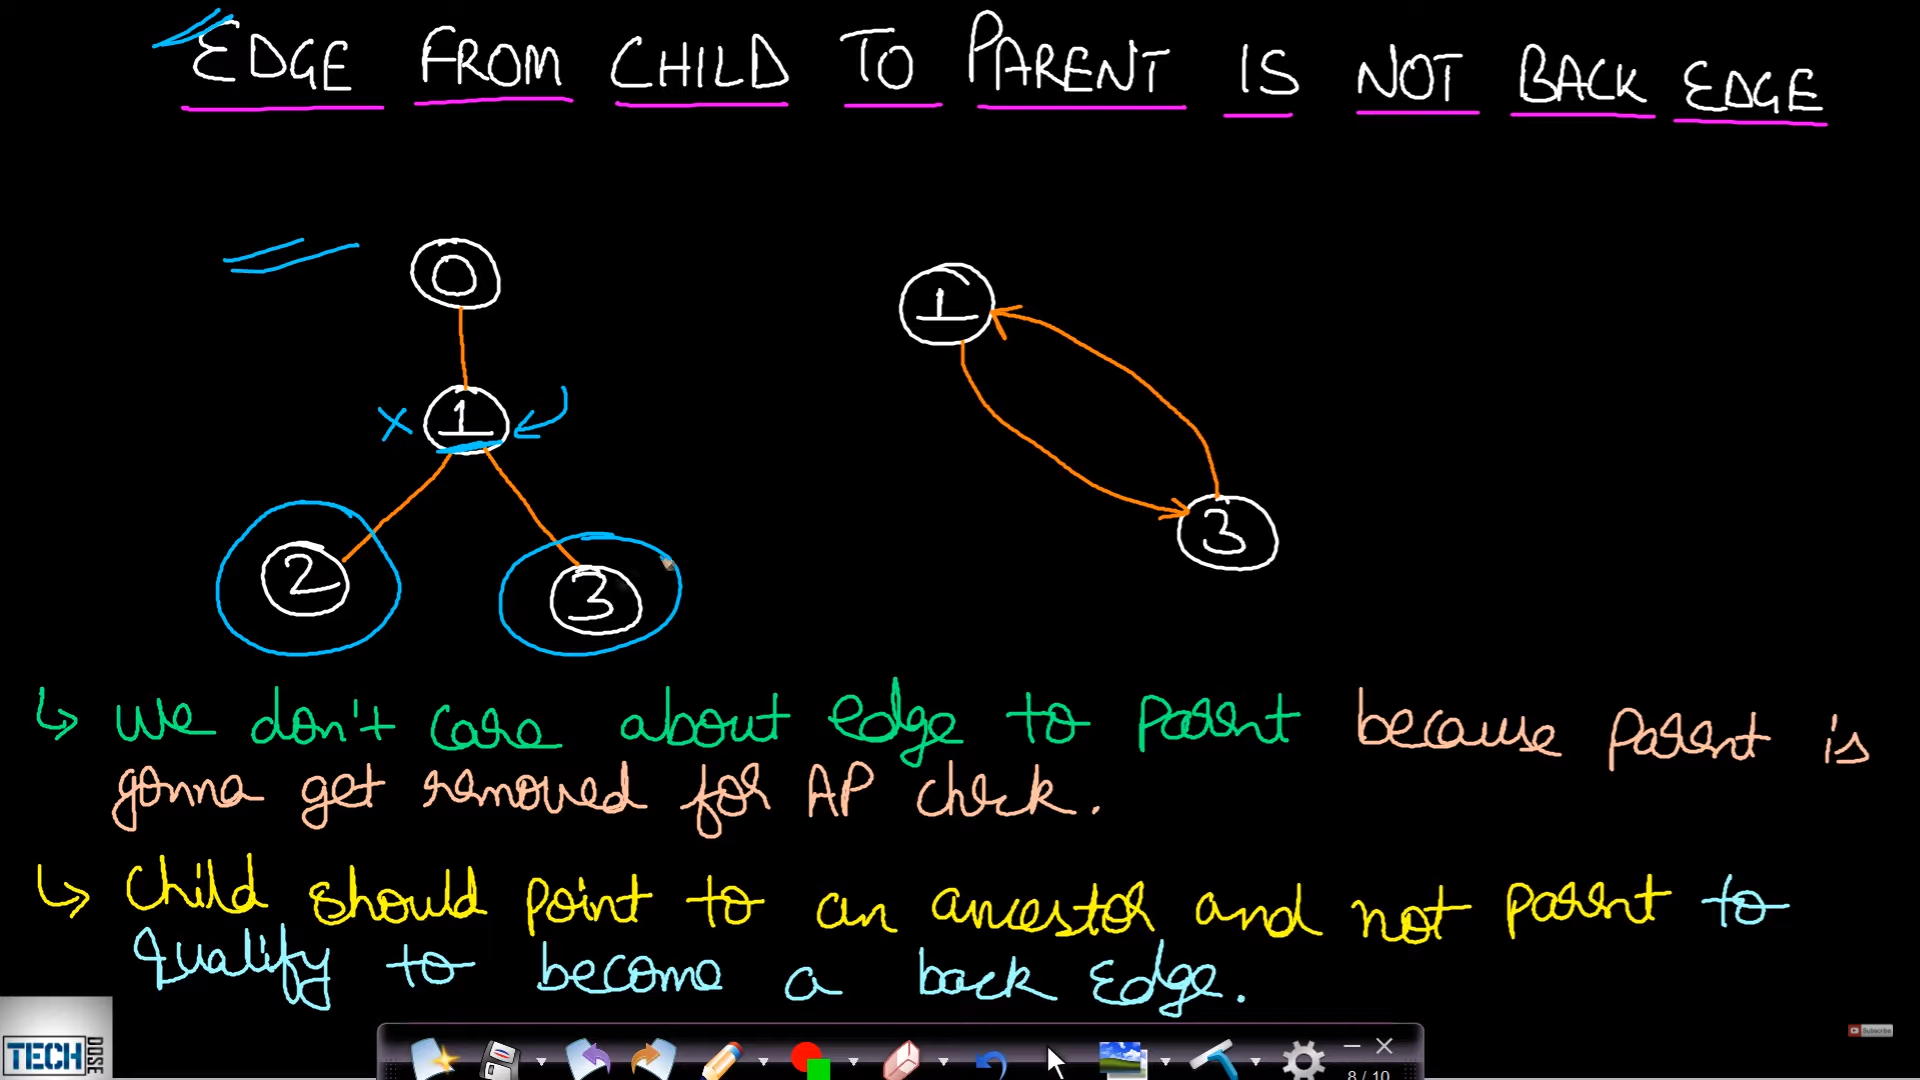 EDGE FROM CHILD TO PARENT IS NOT BACK EDGE
0
1
1
2
3
3
↳ we don't care about edge to parent because parent is
gonna get removed for AP check.
↳ Child should point to an ancestor and not parent to
qualify to become a back edge.
TECH DOSE
Subscribe
8 / 10